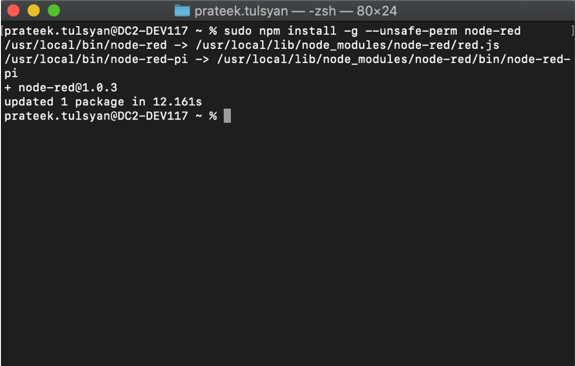 prateek.tulsyan — -zsh — 80×24
[prateek.tulsyan@DC2-DEV117 ~ % sudo npm install -g --unsafe-perm node-red ]
/usr/local/bin/node-red -> /usr/local/lib/node_modules/node-red/red.js
/usr/local/bin/node-red-pi -> /usr/local/lib/node_modules/node-red/bin/node-red-
pi
+ node-red@1.0.3
updated 1 package in 12.161s
prateek.tulsyan@DC2-DEV117 ~ %